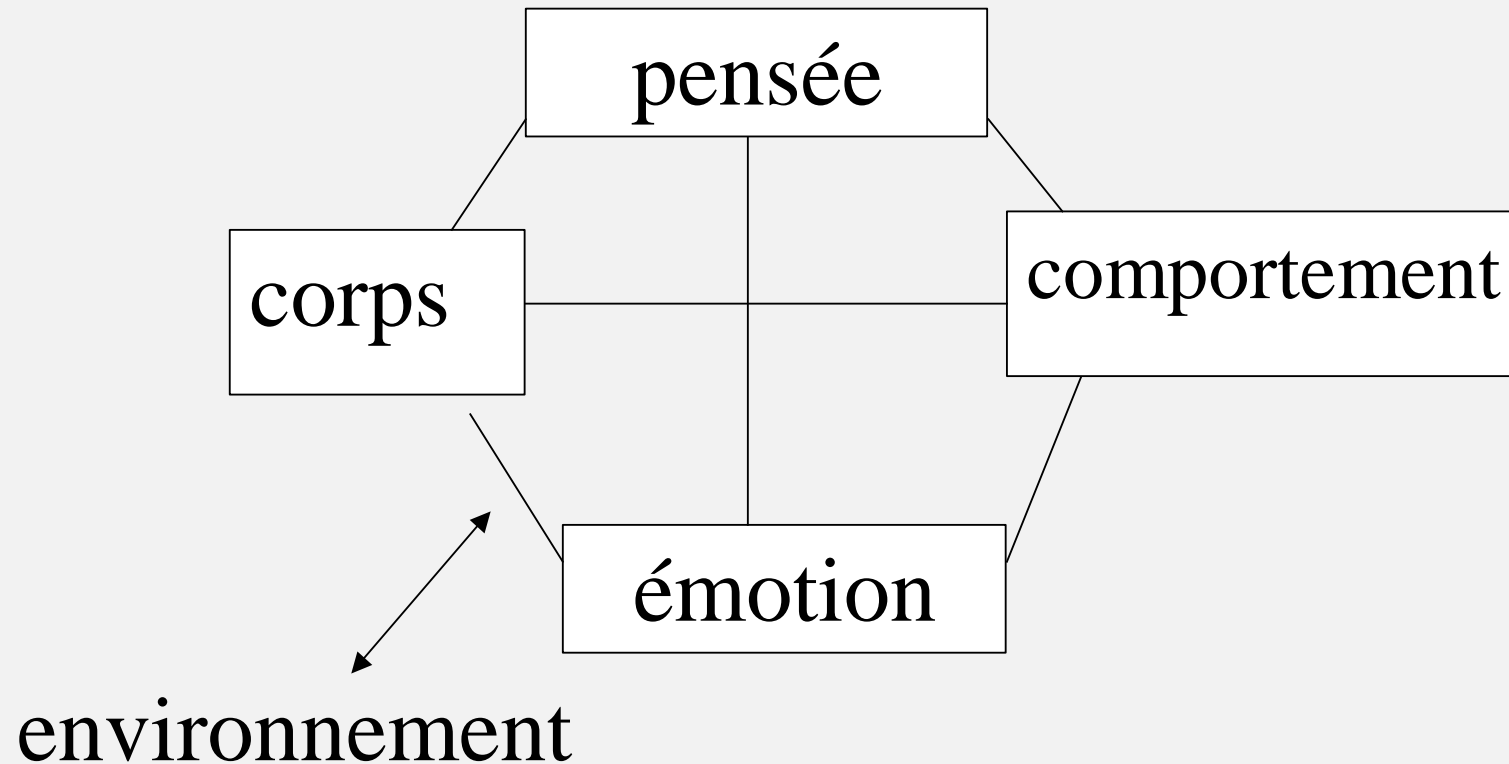 pensée
corps
comportement
émotion
environnement